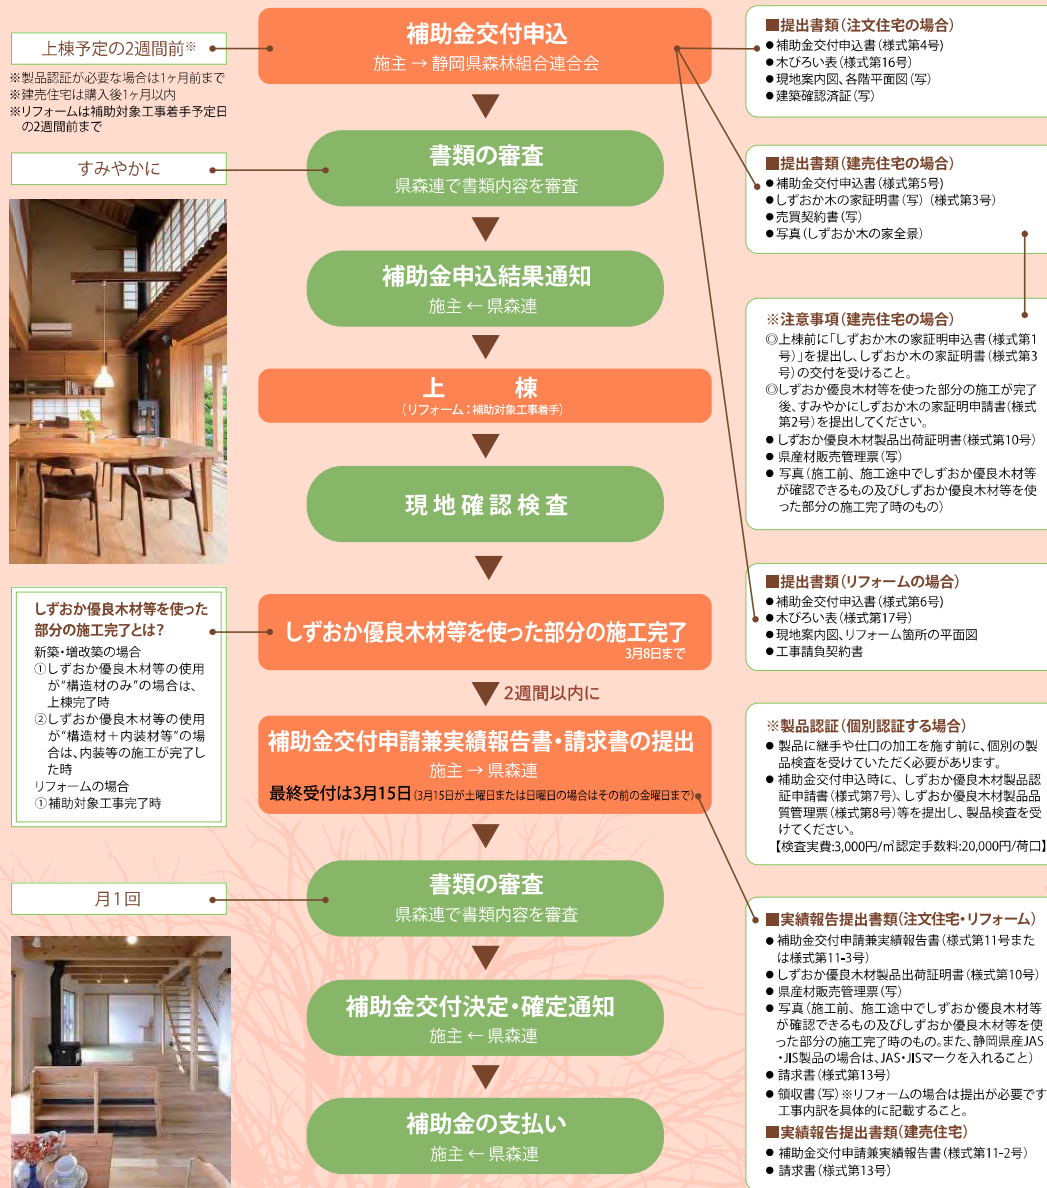 上棟予定の2週間前※
※製品認証が必要な場合は1ヶ月前まで
※建売住宅は購入後1ヶ月以内
※リフォームは補助対象工事着手予定日
の2週間前まで
すみやかに
しずおか優良木材等を使った
部分の施工完了とは?
新築・増改築の場合
①しずおか優良木材等の使用
が“構造材のみ”の場合は、
上棟完了時
②しずおか優良木材等の使用
が“構造材＋内装材等”の場
合は、内装等の施工が完了し
た時
リフォームの場合
①補助対象工事完了時
月1回
補助金交付申込
施主 → 静岡県森林組合連合会
書類の審査
県森連で書類内容を審査
補助金申込結果通知
施主 ← 県森連
上　棟
(リフォーム：補助対象工事着手)
現地確認検査
しずおか優良木材等を使った部分の施工完了
3月8日まで
2週間以内に
補助金交付申請兼実績報告書・請求書の提出
施主 → 県森連
最終受付は3月15日(3月15日が土曜日または日曜日の場合はその前の金曜日まで)
書類の審査
県森連で書類内容を審査
補助金交付決定・確定通知
施主 ← 県森連
補助金の支払い
施主 ← 県森連
■提出書類(注文住宅の場合)
●補助金交付申込書(様式第4号)
●木びろい表(様式第16号)
●現地案内図、各階平面図(写)
●建築確認済証(写)
■提出書類(建売住宅の場合)
●補助金交付申込書(様式第5号)
●しずおか木の家証明書(写)(様式第3号)
●売買契約書(写)
●写真(しずおか木の家全景)
※注意事項(建売住宅の場合)
◎上棟前に「しずおか木の家証明申込書(様式第1
号)」を提出し、しずおか木の家証明書(様式第3
号)の交付を受けること。
◎しずおか優良木材等を使った部分の施工が完了
後、すみやかにしずおか木の家証明申請書(様式
第2号)を提出してください。
●しずおか優良木材製品出荷証明書(様式第10号)
●県産材販売管理票(写)
●写真(施工前、施工途中でしずおか優良木材等
が確認できるもの及びしずおか優良木材等を使
った部分の施工完了時のもの)
■提出書類(リフォームの場合)
●補助金交付申込書(様式第6号)
●木びろい表(様式第17号)
●現地案内図、リフォーム箇所の平面図
●工事請負契約書
※製品認証(個別認証する場合)
●製品に継手や仕口の加工を施す前に、個別の製
品検査を受けていただく必要があります。
●補助金交付申込時に、しずおか優良木材製品認
証申請書(様式第7号)、しずおか優良木材製品品
質管理票(様式第8号)等を提出し、製品検査を受
けてください。
【検査実費:3,000円/㎥認定手数料:20,000円/荷口】
■実績報告提出書類(注文住宅・リフォーム)
●補助金交付申請兼実績報告書(様式第11号また
は様式第11-3号)
●しずおか優良木材製品出荷証明書(様式第10号)
●県産材販売管理票(写)
●写真(施工前、施工途中でしずおか優良木材等
が確認できるもの及びしずおか優良木材等を使
った部分の施工完了時のもの。また、静岡県産JAS
・JIS製品の場合は、JAS・JISマークを入れること)
●請求書(様式第13号)
●領収書(写)※リフォームの場合は提出が必要です
工事内訳を具体的に記載すること。
■実績報告提出書類(建売住宅)
●補助金交付申請兼実績報告書(様式第11-2号)
●請求書(様式第13号)